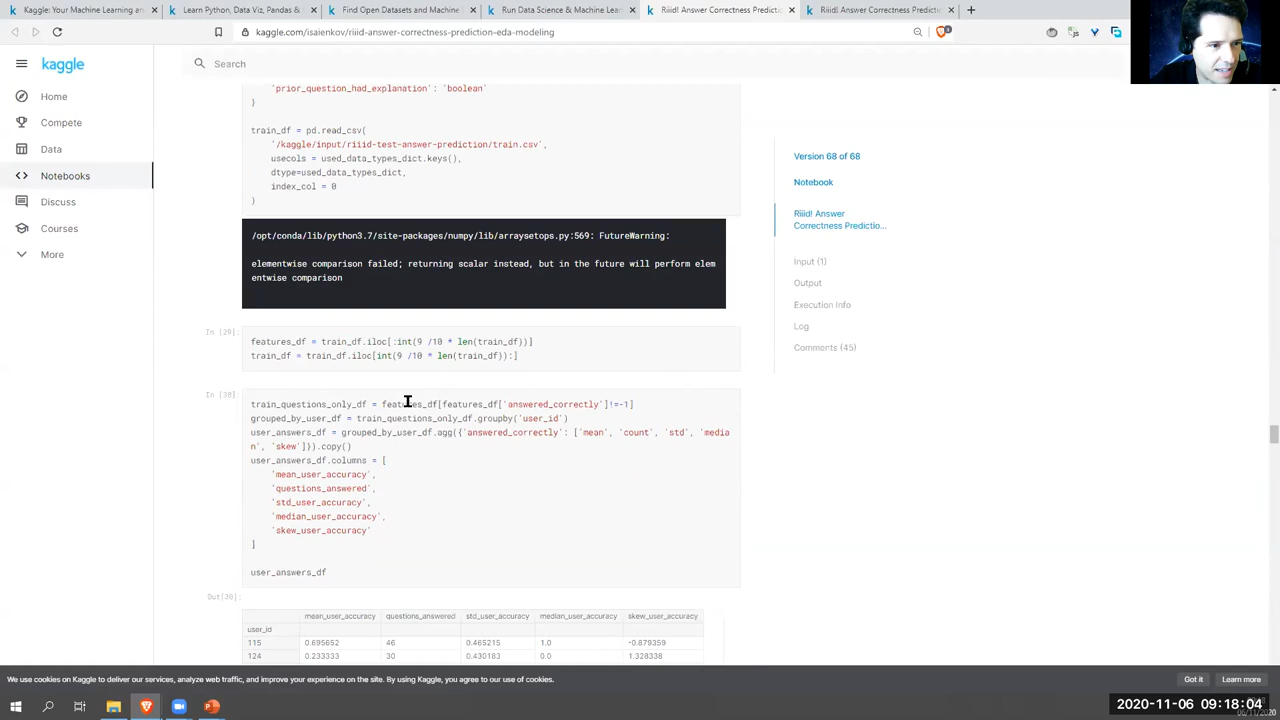 Kaggle: Your Machine Learning an
Learn Python, Data Viz, Pandas &
Find Open Datasets and Machine
Run Data Science & Machine Lear
Riiid! Answer Correctness Predictio
Riiid! Answer Correctness Predictic
kaggle.com/isaienkov/riiid-answer-correctness-prediction-eda-modeling
kaggle
Search
Home
Compete
Data
Notebooks
Discuss
Courses
More
'prior_question_had_explanation': 'boolean'
}
train_df = pd.read_csv(
'/kaggle/input/riiid-test-answer-prediction/train.csv',
usecols = used_data_types_dict.keys(),
dtype=used_data_types_dict,
index_col = 0
)
/opt/conda/lib/python3.7/site-packages/numpy/lib/arraysetops.py:569: FutureWarning:
elementwise comparison failed; returning scalar instead, but in the future will perform elem
entwise comparison
In [29]:
features_df = train_df.iloc[:int(9 /10 * len(train_df))]
train_df = train_df.iloc[int(9 /10 * len(train_df)):]
In [30]:
train_questions_only_df = features_df[features_df['answered_correctly']!=-1]
grouped_by_user_df = train_questions_only_df.groupby('user_id')
user_answers_df = grouped_by_user_df.agg({'answered_correctly': ['mean', 'count', 'std', 'media
n', 'skew']}).copy()
user_answers_df.columns = [
'mean_user_accuracy',
'questions_answered',
'std_user_accuracy',
'median_user_accuracy',
'skew_user_accuracy'
]
user_answers_df
Out[30]:
mean_user_accuracy questions_answered std_user_accuracy median_user_accuracy skew_user_accuracy
user_id
115 0.695652 46 0.465215 1.0 -0.879359
124 0.233333 30 0.430183 0.0 1.328338
Version 68 of 68
Notebook
Riiid! Answer
Correctness Predictio...
Input (1)
Output
Execution Info
Log
Comments (45)
We use cookies on Kaggle to deliver our services, analyze web traffic, and improve your experience on the site. By using Kaggle, you agree to our use of cookies.
Got it
Learn more
2020-11-06 09:18:04